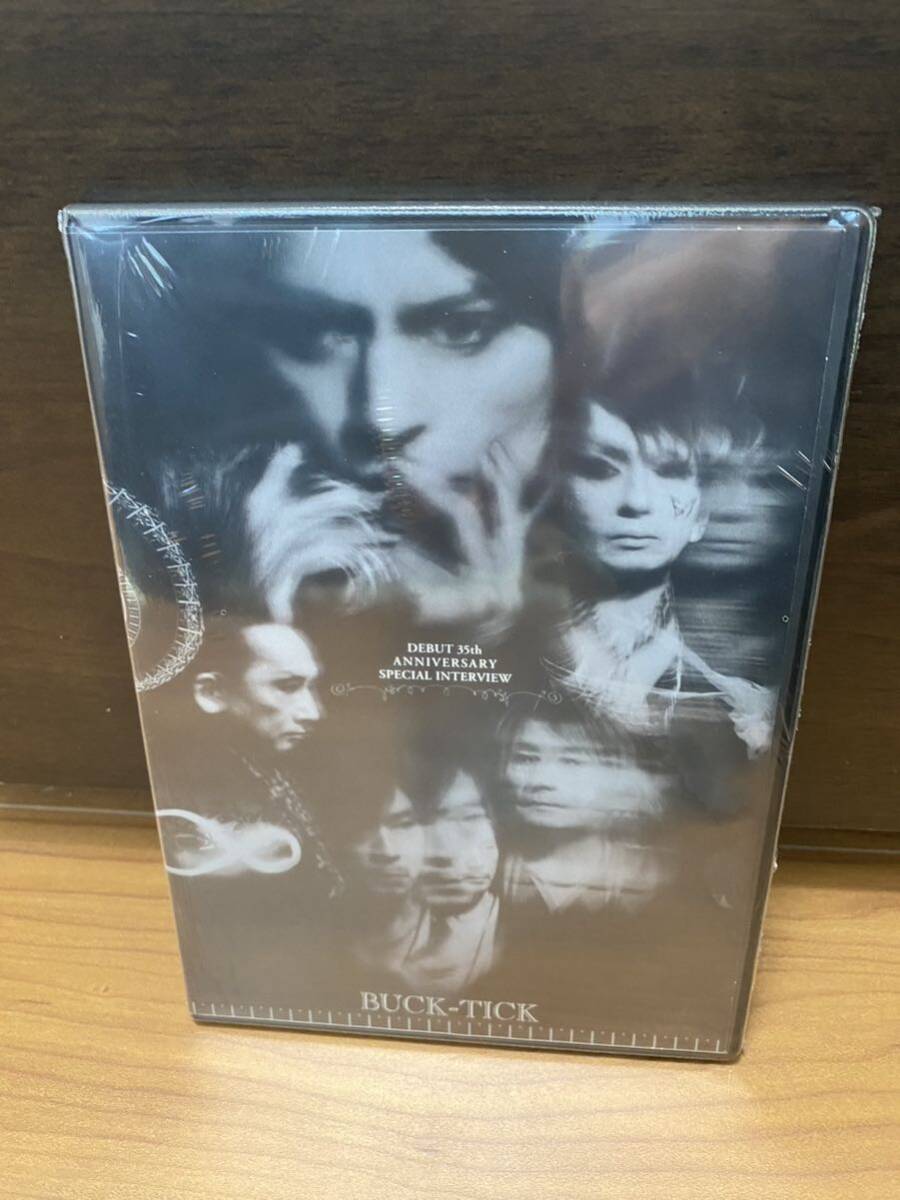 DEBUT 35th
ANNIVERSARY
SPECIAL INTERVIEW
BUCK-TICK